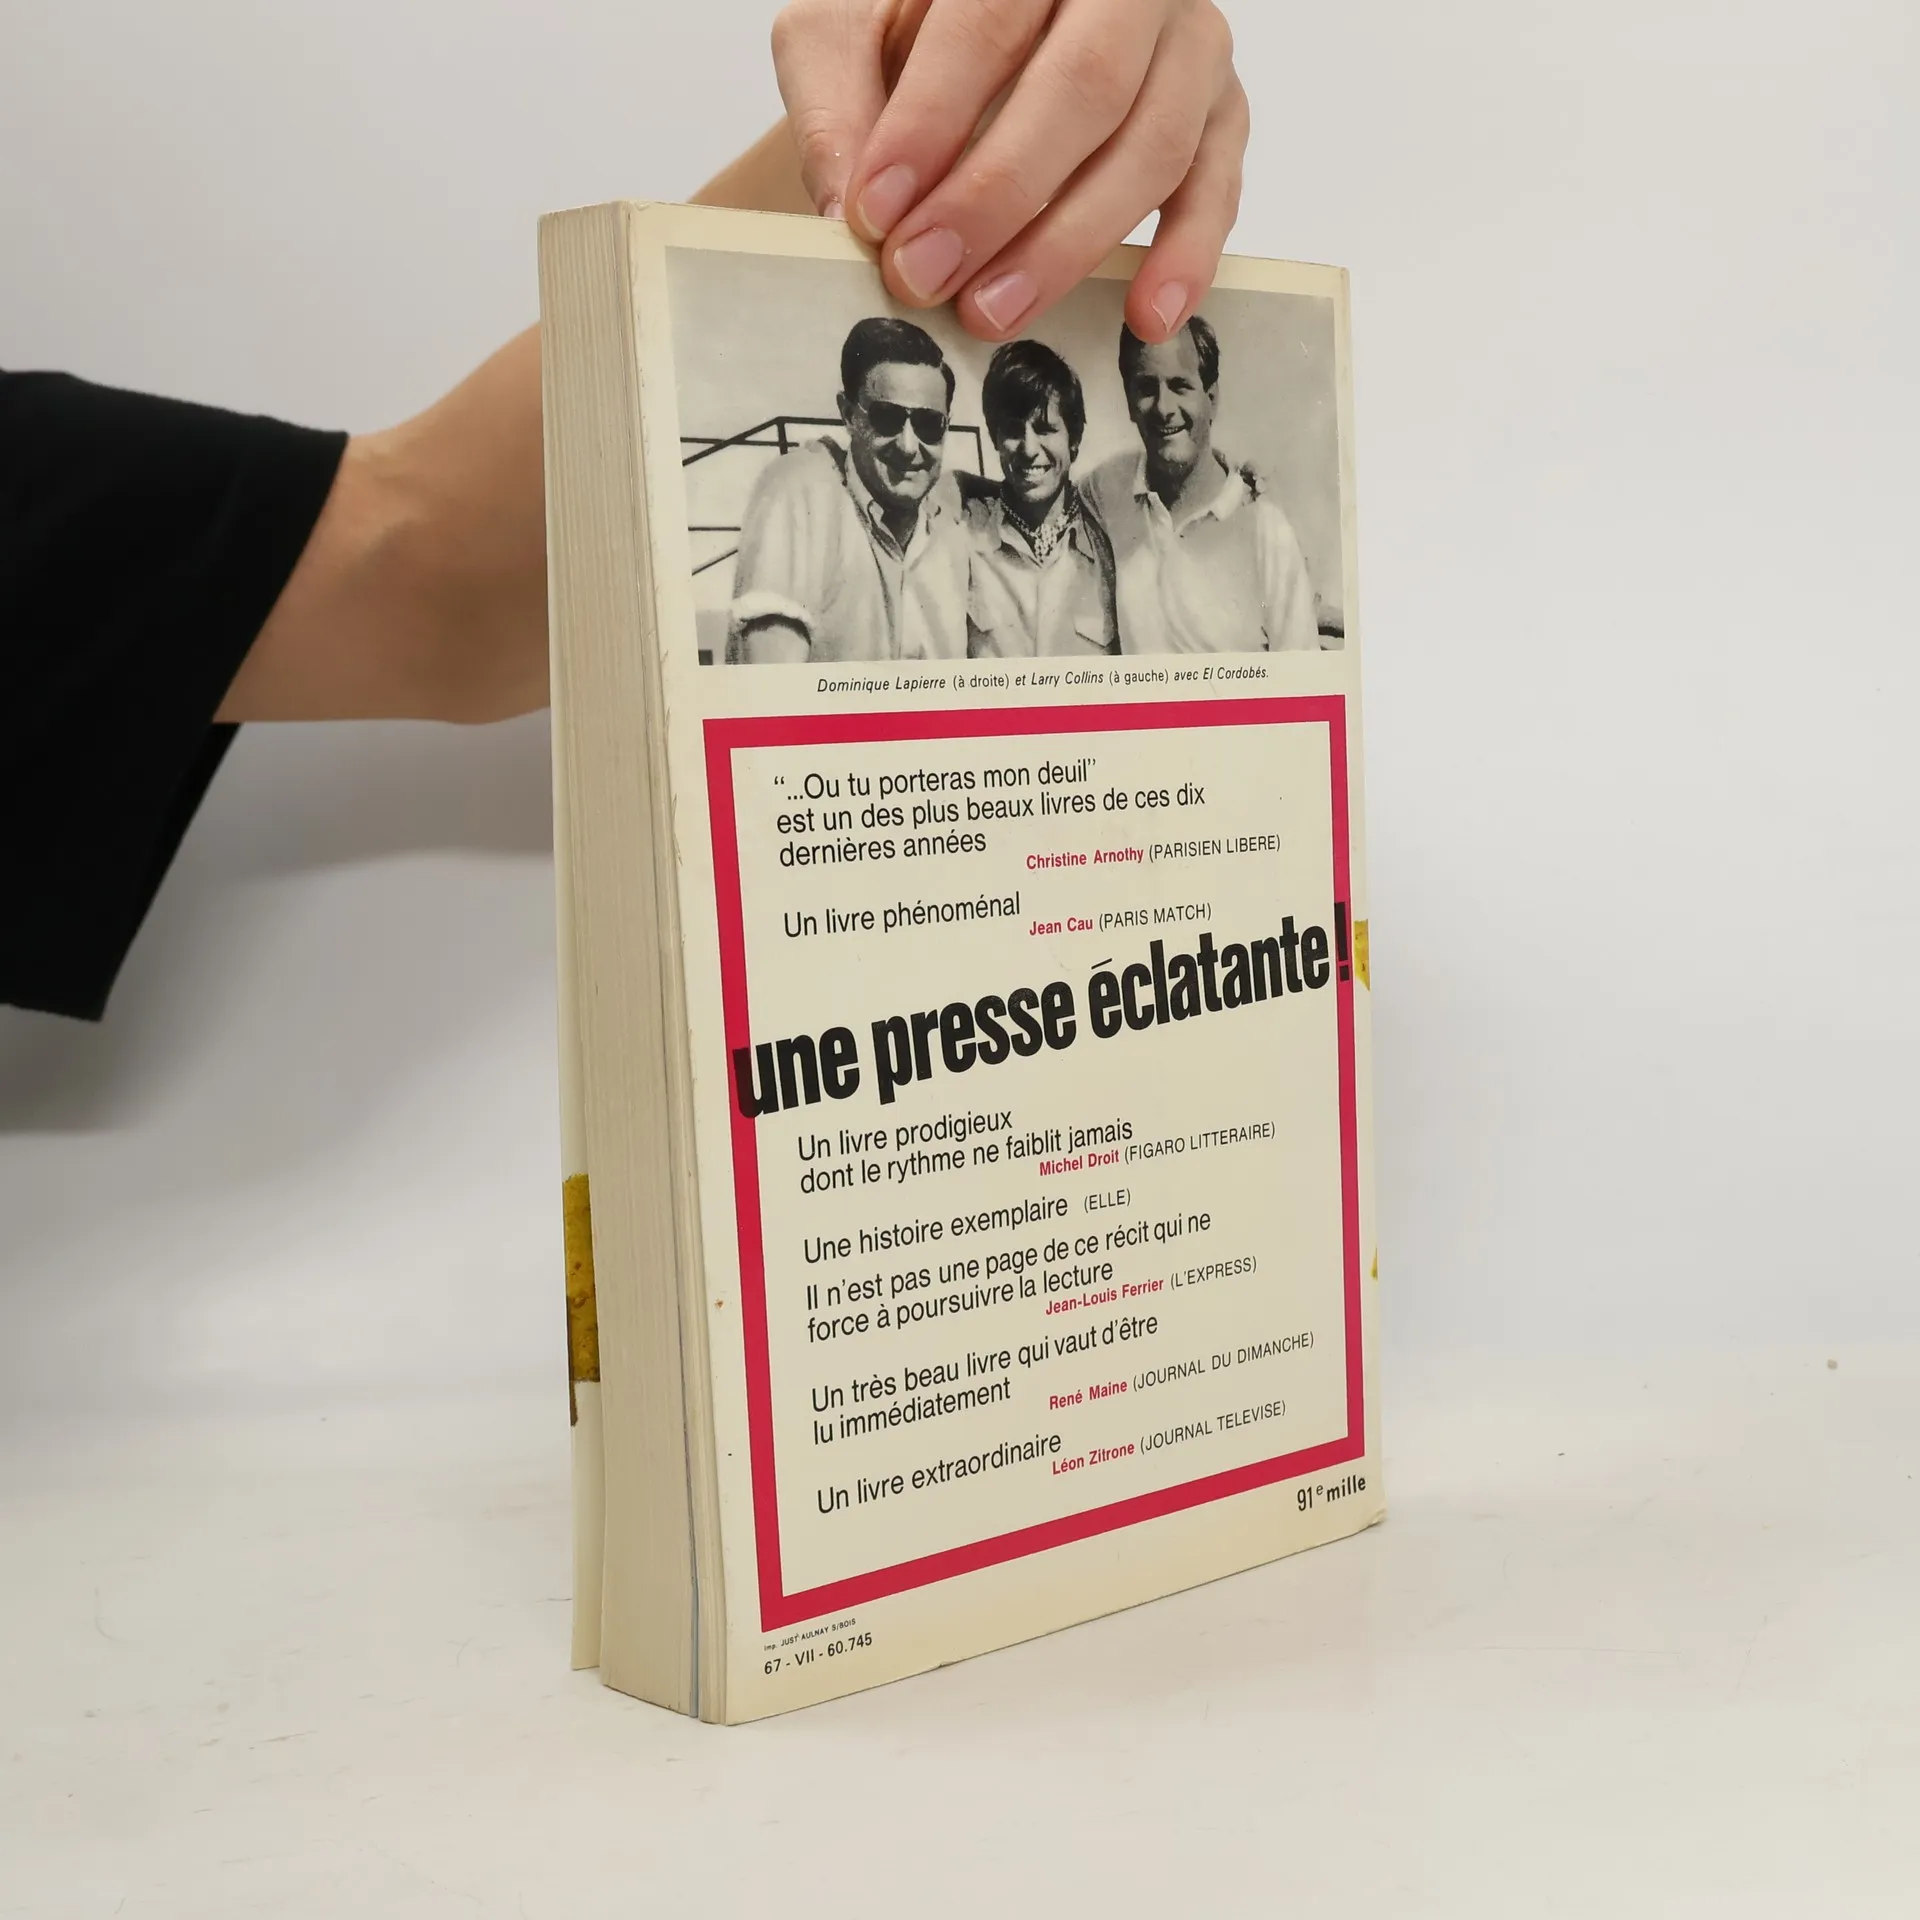 Dominique Lapierre (à droite) et Larry Collins (à gauche) avec El Cordobés.
“...Ou tu porteras mon deuil”
est un des plus beaux livres de ces dix
dernières années
Christine Arnothy (PARISIEN LIBERE)
Un livre phénoménal
Jean Cau (PARIS MATCH)
une presse éclatante!
Un livre prodigieux
dont le rythme ne faiblit jamais
Michel Droit (FIGARO LITTERAIRE)
Une histoire exemplaire (ELLE)
Il n’est pas une page de ce récit qui ne
force à poursuivre la lecture
Jean-Louis Ferrier (L’EXPRESS)
Un très beau livre qui vaut d’être
lu immédiatement
René Maine (JOURNAL DU DIMANCHE)
Un livre extraordinaire
Léon Zitrone (JOURNAL TELEVISE)
91e mille
Imp. JUST AULNAY S/BOIS
67 - VII - 60.745